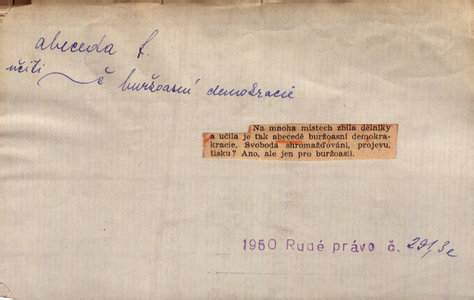 abeceda f.
učiti
č buržoasní demokracie
Na mnoha místech zbila dělníky
a učila je tak abecedě buržoasní demokra-
kracie. Svoboda shromažďování, projevu,
tisku? Ano, ale jen pro buržoasii.
1950 Rudé právo č.